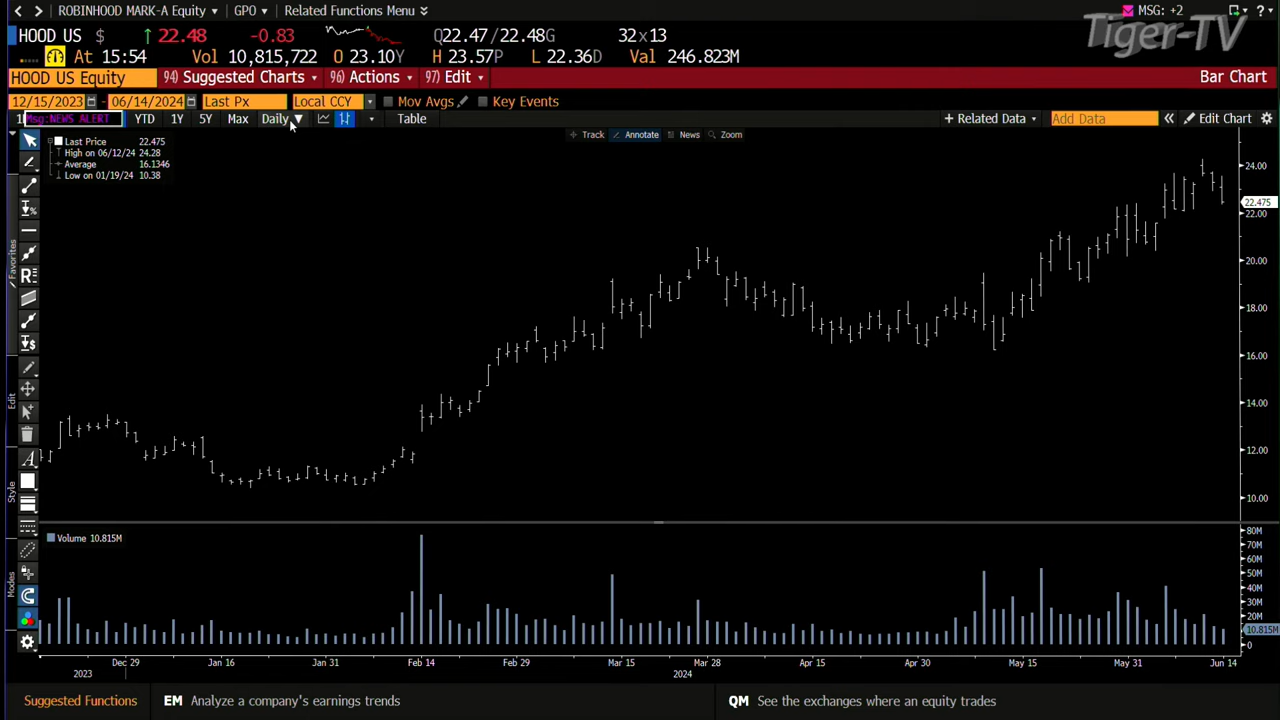 ROBINHOOD MARK-A Equity GPO Related Functions Menu MSG: +2
Tiger-TV
HOOD US $ 22.48 -0.83 Q22.47/22.48G 32x13
At 15:54 Vol 10,815,722 O 23.10Y H 23.57P L 22.36D Val 246.823M
HOOD US Equity 94) Suggested Charts 96) Actions 97) Edit Bar Chart
12/15/2023 - 06/14/2024 Last Px Local CCY Mov Avgs Key Events
Msg:NEWS ALERT YTD 1Y 5Y Max Daily Table + Related Data Add Data Edit Chart
Track Annotate News Zoom
Last Price 22.475
High on 06/12/24 24.28
Average 16.1346
Low on 01/19/24 10.38
24.00
22.475
22.00
20.00
18.00
16.00
14.00
12.00
10.00
Favorites
Edit
Style
Modes
Volume 10.815M
80M
70M
60M
50M
40M
30M
20M
10.815M
0
Dec 29 Jan 16 Jan 31 Feb 14 Feb 29 Mar 15 Mar 28 Apr 15 Apr 30 May 15 May 31 Jun 14
2023 2024
Suggested Functions EM Analyze a company's earnings trends QM See the exchanges where an equity trades